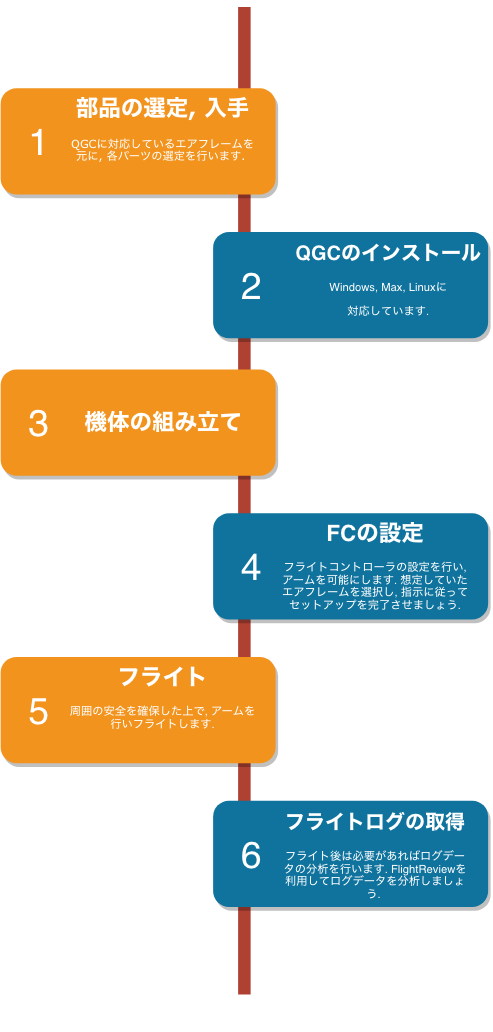 部品の選定, 入手
1
QGCに対応しているエアフレームを
元に, 各パーツの選定を行います.
QGCのインストール
2
Windows, Max, Linuxに
対応しています.
3
機体の組み立て
FCの設定
4
フライトコントローラの設定を行い,
アームを可能にします. 想定していた
エアフレームを選択し, 指示に従って
セットアップを完了させましょう.
フライト
5
周囲の安全を確保した上で, アームを
行いフライトします.
フライトログの取得
6
フライト後は必要があればログデー
タの分析を行います. FlightReviewを
利用してログデータを分析しましょ
う.